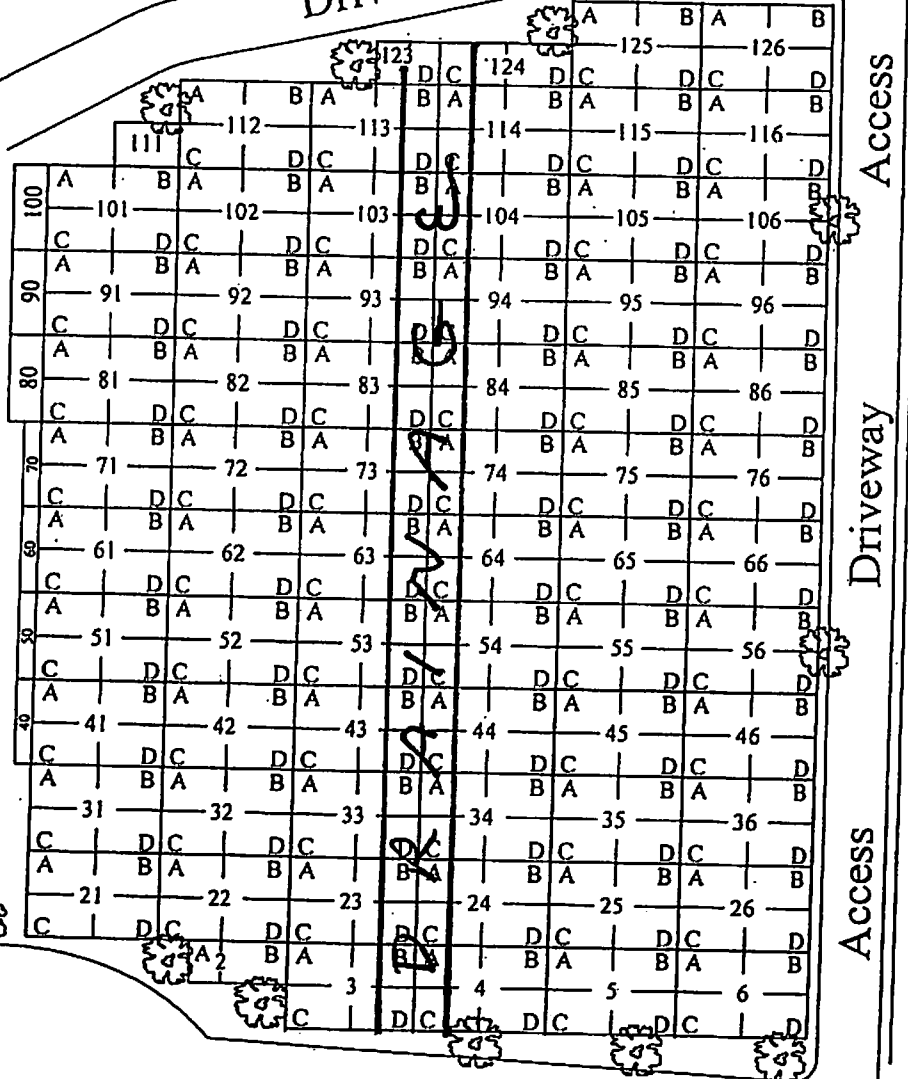 A B A B
125 126
123 D C 124 D C D C D
A B A B A B A B A B
111 112 113 114 115 116
C D C D C D C D C D
A B A B A B A B A B A B
100 101 102 103 104 105 106
C D C D C D C D C D C D
A B A B A B A B A B A B
90 91 92 93 94 95 96
C D C D C D C D C D C D
A B A B A B A B A B A B
80 81 82 83 84 85 86
C D C D C D C D C D C D
A B A B A B A B A B A B
70 71 72 73 74 75 76
C D C D C D C D C D C D
A B A B A B A B A B A B
60 61 62 63 64 65 66
C D C D C D C D C D C D
A B A B A B A B A B A B
50 51 52 53 54 55 56
C D C D C D C D C D C D
A B A B A B A B A B A B
40 41 42 43 44 45 46
C D C D C D C D C D C D
A B A B A B A B A B A B
31 32 33 34 35 36
C D C D C D C D C D C D
A B A B A B A B A B A B
21 22 23 24 25 26
C D C D C D C D C D C D
A B A B A B A B A B
2 3 4 5 6
C D C D C D C D
DRAINAGE
Access Driveway Access